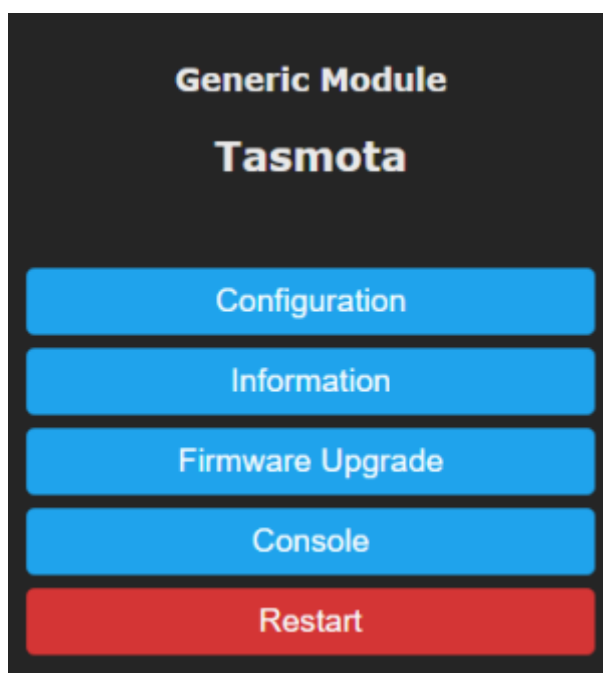 Generic Module
Tasmota
Configuration
Information
Firmware Upgrade
Console
Restart